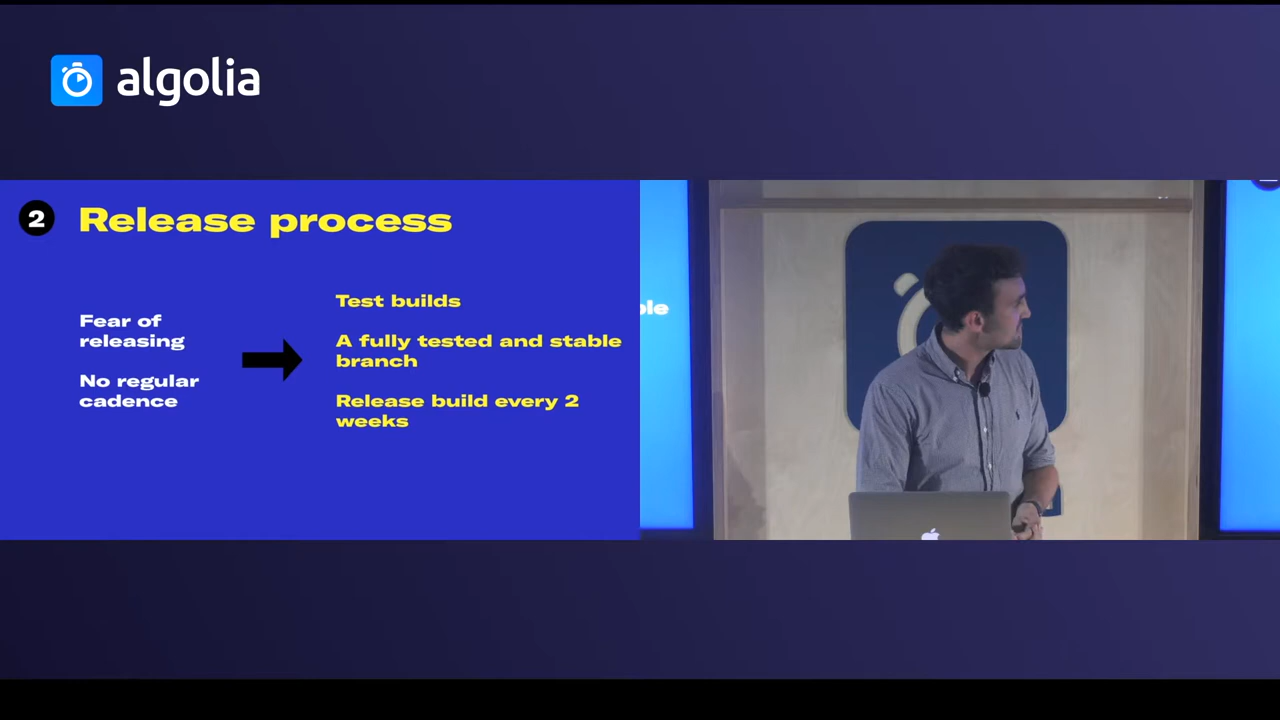 algolia
2 Release process
Fear of
releasing
No regular
cadence
Test builds
A fully tested and stable
branch
Release build every 2
weeks
ple